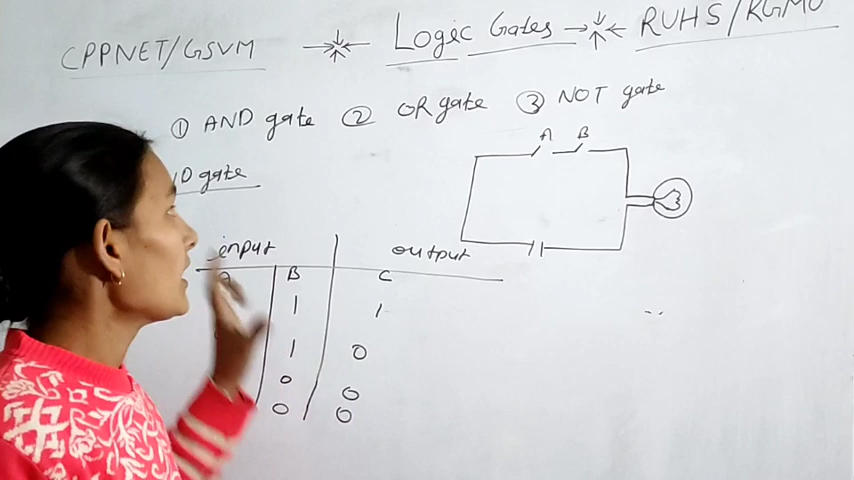 CPPNET/GSVM Logic Gates RUHS/KGMU
① AND gate ② OR gate ③ NOT gate
A B
D gate
input output
A B C
1 1
1 0
0 0
0 0